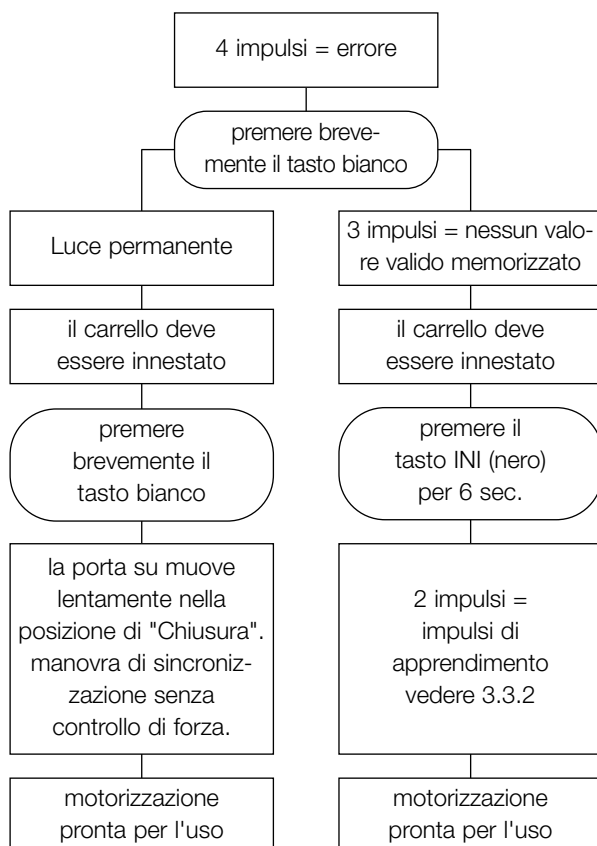 4 impulsi = errore
premere breve-
mente il tasto bianco
Luce permanente
il carrello deve
essere innestato
premere
brevemente il
tasto bianco
la porta su muove
lentamente nella
posizione di "Chiusura".
manovra di sincroniz-
zazione senza
controllo di forza.
motorizzazione
pronta per l'uso
3 impulsi = nessun valo-
re valido memorizzato
il carrello deve
essere innestato
premere il
tasto INI (nero)
per 6 sec.
2 impulsi =
impulsi di
apprendimento
vedere 3.3.2
motorizzazione
pronta per l'uso